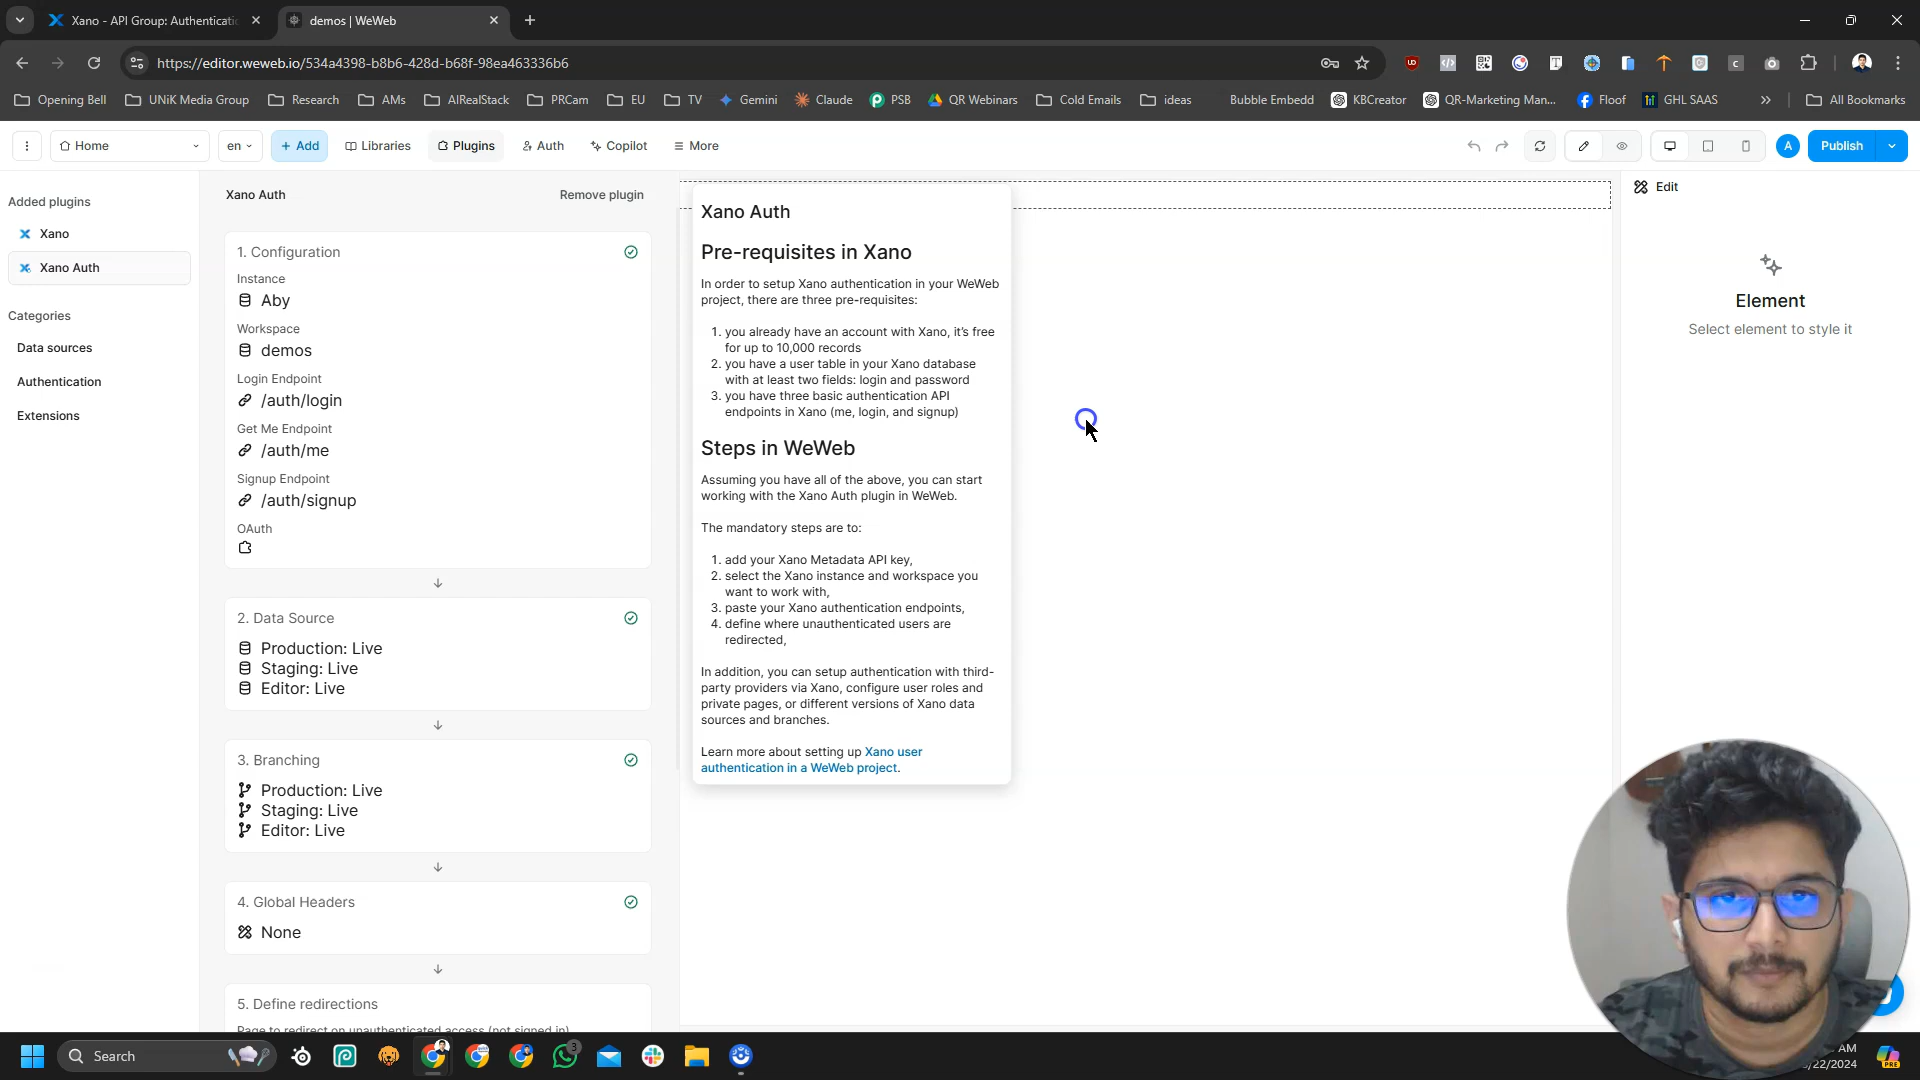 Xano - API Group: Authenticati
demos | WeWeb
https://editor.weweb.io/534a4398-b8b6-428d-b68f-98ea463336b6
Opening Bell
UNiK Media Group
Research
AMs
AIRealStack
PRCam
EU
TV
Gemini
Claude
PSB
QR Webinars
Cold Emails
ideas
Bubble Embedd
KBCreator
QR-Marketing Man...
Floof
GHL SAAS
All Bookmarks
Home
en
+ Add
Libraries
Plugins
Auth
Copilot
More
A
Publish
Added plugins
Xano
Xano Auth
Categories
Data sources
Authentication
Extensions
Xano Auth
Remove plugin
1. Configuration
Instance
Aby
Workspace
demos
Login Endpoint
/auth/login
Get Me Endpoint
/auth/me
Signup Endpoint
/auth/signup
OAuth
2. Data Source
Production: Live
Staging: Live
Editor: Live
3. Branching
Production: Live
Staging: Live
Editor: Live
4. Global Headers
None
5. Define redirections
Page to redirect on unauthenticated access (not signed in)
Xano Auth
Pre-requisites in Xano
In order to setup Xano authentication in your WeWeb
project, there are three pre-requisites:
1. you already have an account with Xano, it's free
for up to 10,000 records
2. you have a user table in your Xano database
with at least two fields: login and password
3. you have three basic authentication API
endpoints in Xano (me, login, and signup)
Steps in WeWeb
Assuming you have all of the above, you can start
working with the Xano Auth plugin in WeWeb.
The mandatory steps are to:
1. add your Xano Metadata API key,
2. select the Xano instance and workspace you
want to work with,
3. paste your Xano authentication endpoints,
4. define where unauthenticated users are
redirected,
In addition, you can setup authentication with third-
party providers via Xano, configure user roles and
private pages, or different versions of Xano data
sources and branches.
Learn more about setting up Xano user
authentication in a WeWeb project.
Edit
Element
Select element to style it
Search
3
AM
/22/2024
PRE